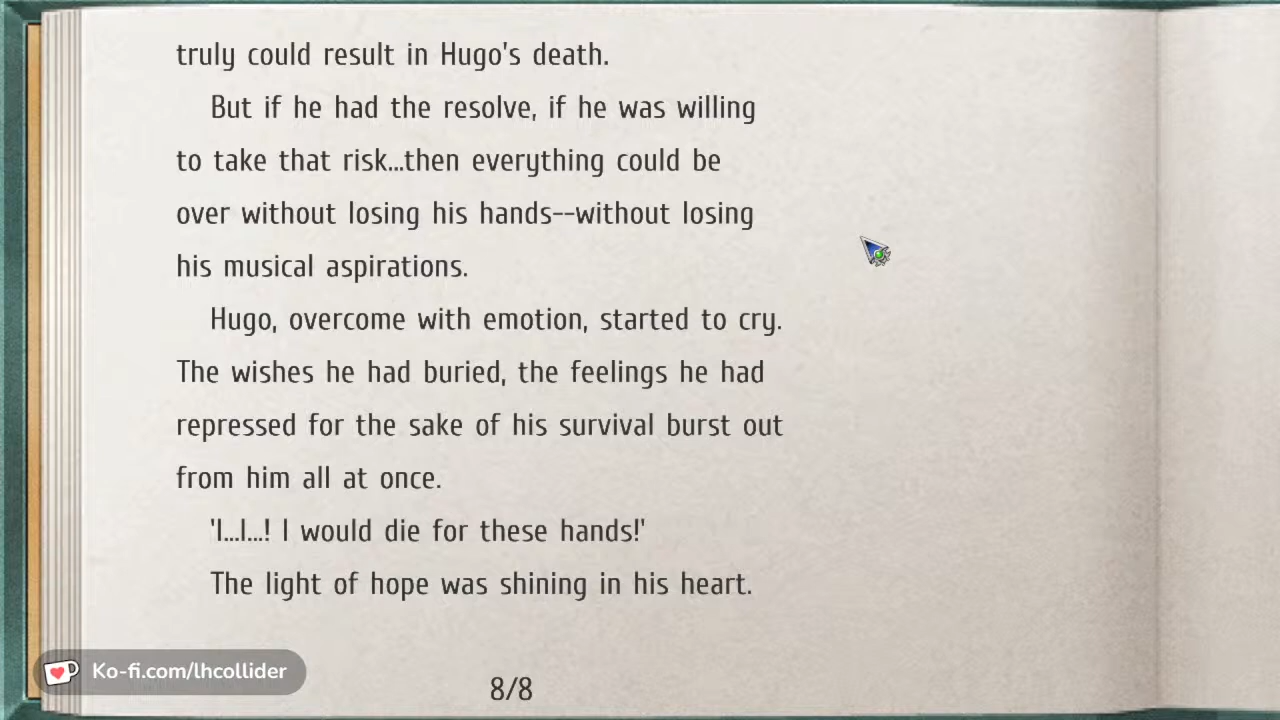 truly could result in Hugo's death.
But if he had the resolve, if he was willing
to take that risk...then everything could be
over without losing his hands--without losing
his musical aspirations.
Hugo, overcome with emotion, started to cry.
The wishes he had buried, the feelings he had
repressed for the sake of his survival burst out
from him all at once.
'I...I...! I would die for these hands!'
The light of hope was shining in his heart.
Ko-fi.com/lhcollider
8/8